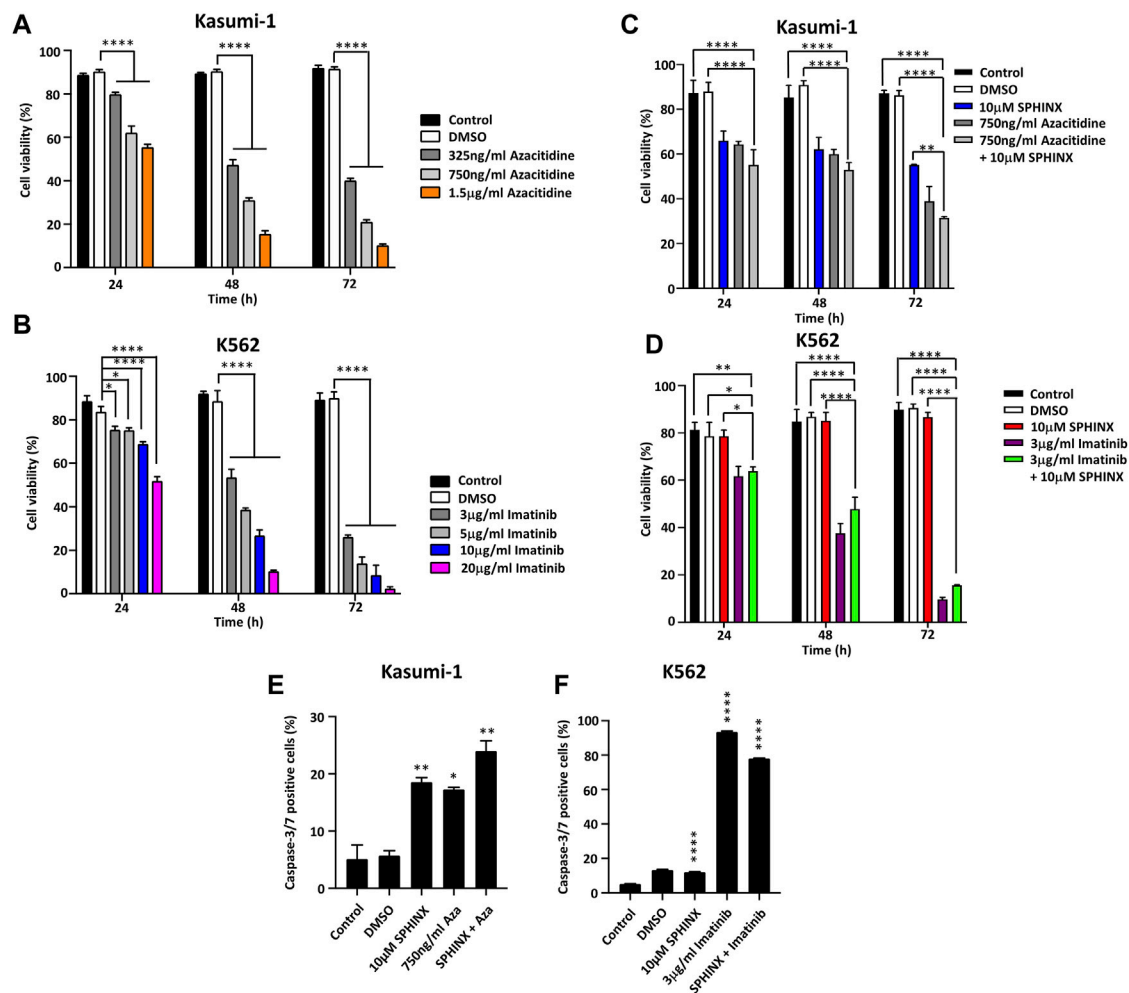 A
Kasumi-1
****
****
****
Cell viability (%)
100
80
60
40
20
0
24
48
72
Time (h)
Control
DMSO
325ng/ml Azacitidine
750ng/ml Azacitidine
1.5μg/ml Azacitidine
B
K562
****
****
*
*
****
****
Cell viability (%)
100
80
60
40
20
0
24
48
72
Time (h)
Control
DMSO
3μg/ml Imatinib
5μg/ml Imatinib
10μg/ml Imatinib
20μg/ml Imatinib
C
Kasumi-1
****
****
****
****
****
****
**
Cell viability (%)
100
80
60
40
20
0
24
48
72
Time (h)
Control
DMSO
10μM SPHINX
750ng/ml Azacitidine
750ng/ml Azacitidine
+ 10μM SPHINX
D
K562
**
*
*
****
****
****
****
****
****
Cell viability (%)
100
80
60
40
20
0
24
48
72
Time (h)
Control
DMSO
10μM SPHINX
3μg/ml Imatinib
3μg/ml Imatinib
+ 10μM SPHINX
E
Kasumi-1
**
*
**
Caspase-3/7 positive cells (%)
30
20
10
0
Control
DMSO
10μM SPHINX
750ng/ml Aza
SPHINX + Aza
F
K562
****
****
****
Caspase-3/7 positive cells (%)
100
80
60
40
20
0
Control
DMSO
10μM SPHINX
3μg/ml Imatinib
SPHINX + Imatinib